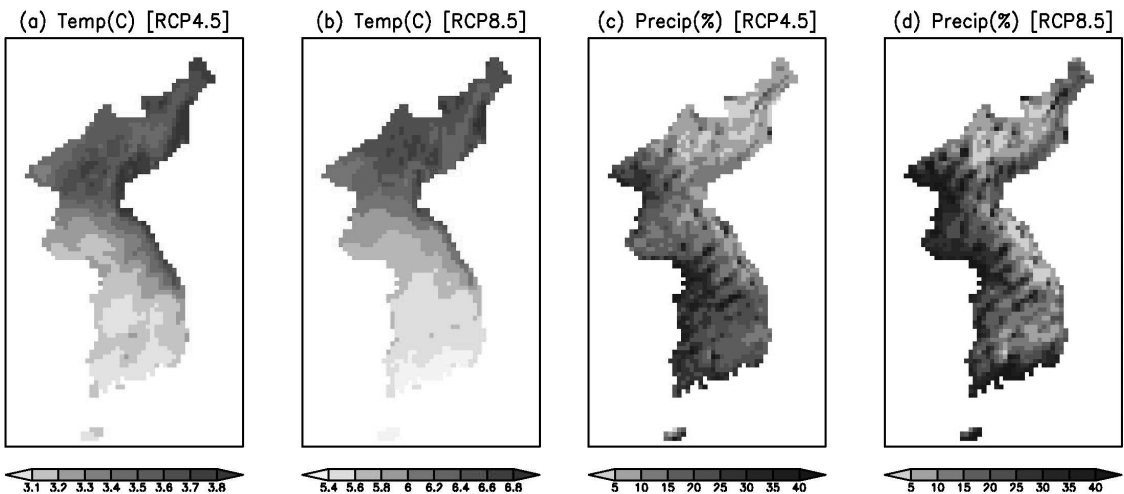 (a) Temp(C) [RCP4.5]
(b) Temp(C) [RCP8.5]
(c) Precip(%) [RCP4.5]
(d) Precip(%) [RCP8.5]
3.1 3.2 3.3 3.4 3.5 3.6 3.7 3.8
5.4 5.6 5.8 6 6.2 6.4 6.6 6.8
5 10 15 20 25 30 35 40
5 10 15 20 25 30 35 40